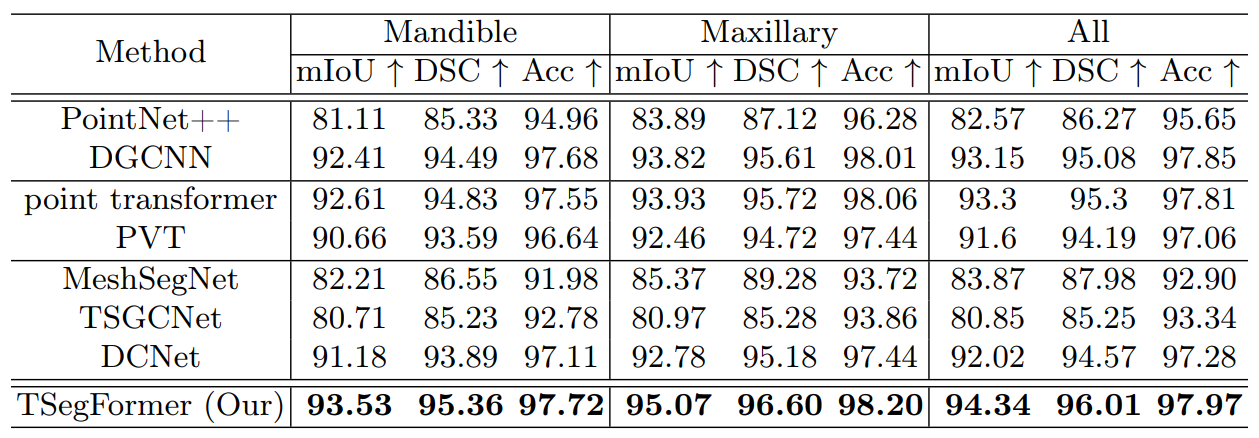 Method Mandible Maxillary All
mIoU ↑ DSC ↑ Acc ↑ mIoU ↑ DSC ↑ Acc ↑ mIoU ↑ DSC ↑ Acc ↑
PointNet++ 81.11 85.33 94.96 83.89 87.12 96.28 82.57 86.27 95.65
DGCNN 92.41 94.49 97.68 93.82 95.61 98.01 93.15 95.08 97.85
point transformer 92.61 94.83 97.55 93.93 95.72 98.06 93.3 95.3 97.81
PVT 90.66 93.59 96.64 92.46 94.72 97.44 91.6 94.19 97.06
MeshSegNet 82.21 86.55 91.98 85.37 89.28 93.72 83.87 87.98 92.90
TSGCNet 80.71 85.23 92.78 80.97 85.28 93.86 80.85 85.25 93.34
DCNet 91.18 93.89 97.11 92.78 95.18 97.44 92.02 94.57 97.28
TSegFormer (Our) 93.53 95.36 97.72 95.07 96.60 98.20 94.34 96.01 97.97